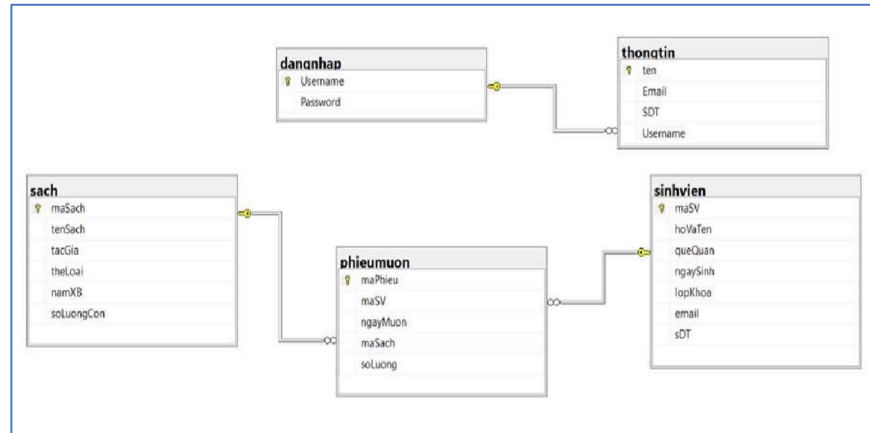 dangnhap
Username
Password
thongtin
ten
Email
SDT
Username
sach
maSach
tenSach
tacGia
theLoai
namXB
soLuongCon
phieumuon
maPhieu
maSV
ngayMuon
maSach
soLuong
sinhvien
maSV
hoVaTen
queQuan
ngaySinh
lopKhoa
email
sDT